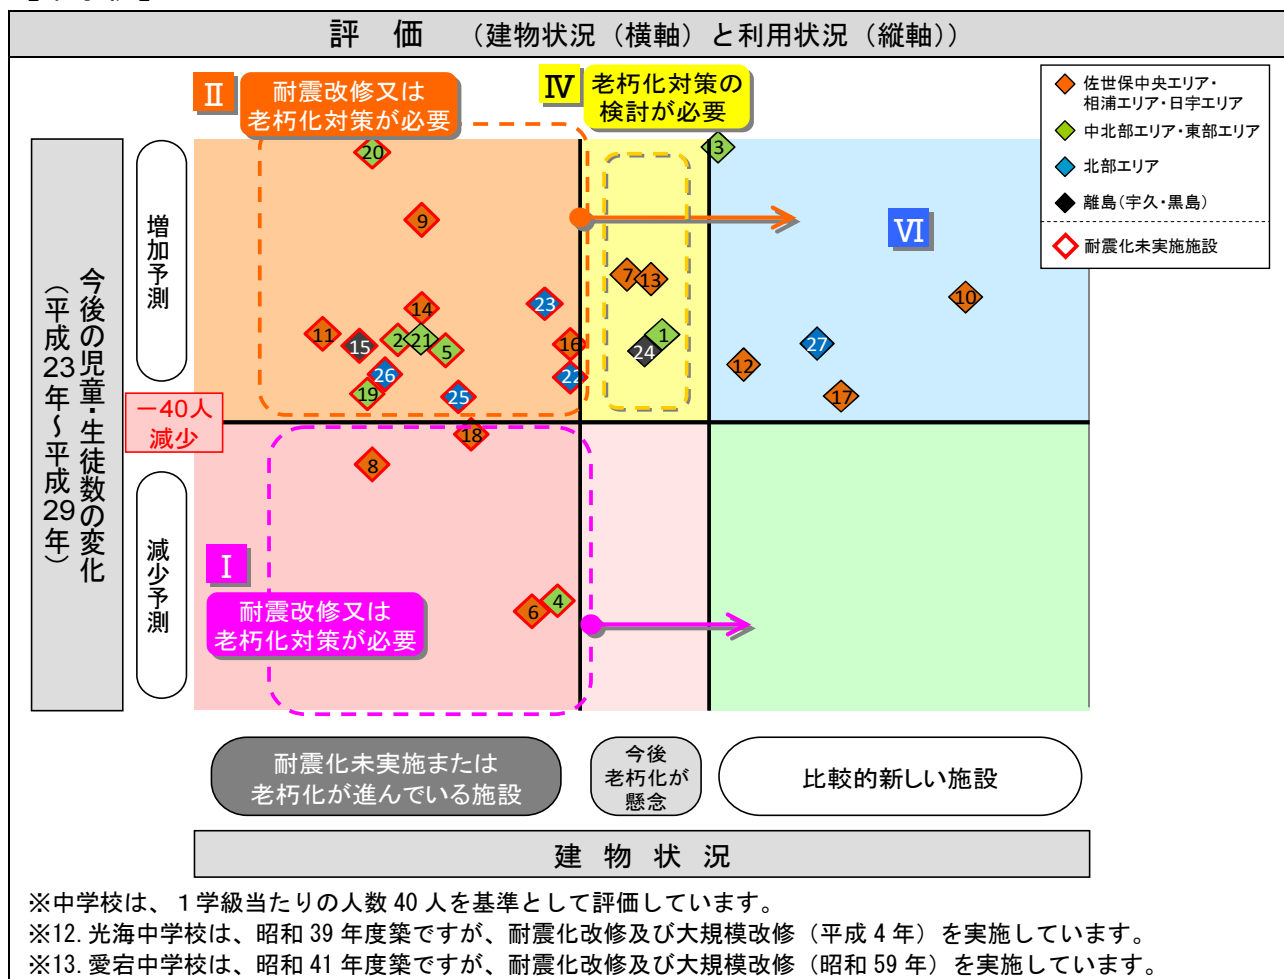 評 価 （建物状況（横軸）と利用状況（縦軸））
Ⅱ
耐震改修又は
老朽化対策が必要
Ⅳ
老朽化対策の
検討が必要
佐世保中央エリア・
相浦エリア・日宇エリア
中北部エリア・東部エリア
北部エリア
離島（宇久・黒島）
耐震化未実施施設
今後の児童・生徒数の変化
（平成23年～平成29年）
増加予測
－40人
減少
減少予測
20
3
9
Ⅵ
7
13
23
10
14
11
15
2
21
5
16
1
24
27
12
26
22
19
25
17
18
8
Ⅰ
耐震改修又は
老朽化対策が必要
6
4
耐震化未実施または
老朽化が進んでいる施設
今後
老朽化が
懸念
比較的新しい施設
建 物 状 況
※中学校は、１学級当たりの人数 40 人を基準として評価しています。
※12. 光海中学校は、昭和 39 年度築ですが、耐震化改修及び大規模改修（平成 4 年）を実施しています。
※13. 愛宕中学校は、昭和 41 年度築ですが、耐震化改修及び大規模改修（昭和 59 年）を実施しています。